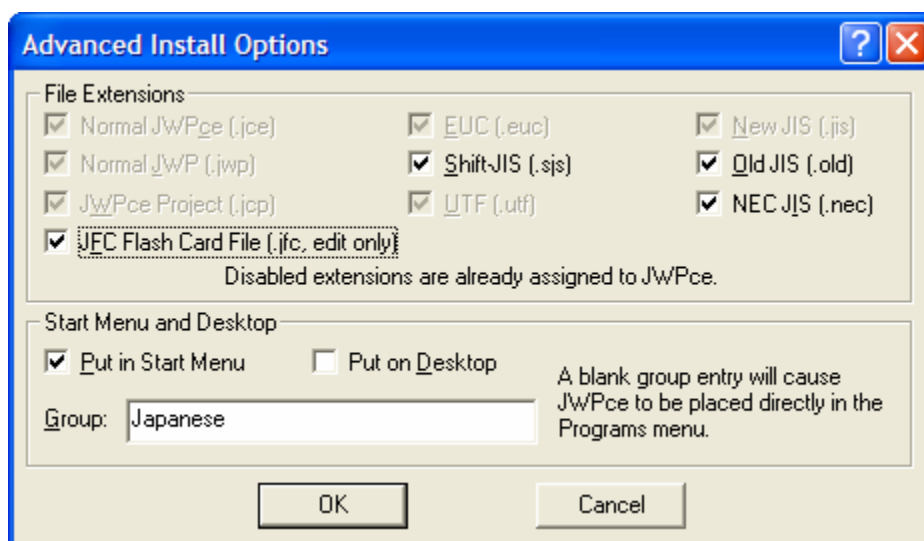 Advanced Install Options
File Extensions
Normal JWPce (.jce) EUC (.euc) New JIS (.jis)
Normal JWP (.jwp) Shift-JIS (.sjs) Old JIS (.old)
JWPce Project (.jcp) UTF (.utf) NEC JIS (.nec)
JFC Flash Card File (.jfc, edit only)
Disabled extensions are already assigned to JWPce.
Start Menu and Desktop
Put in Start Menu Put on Desktop
A blank group entry will cause
JWPce to be placed directly in the
Programs menu.
Group: Japanese
OK Cancel